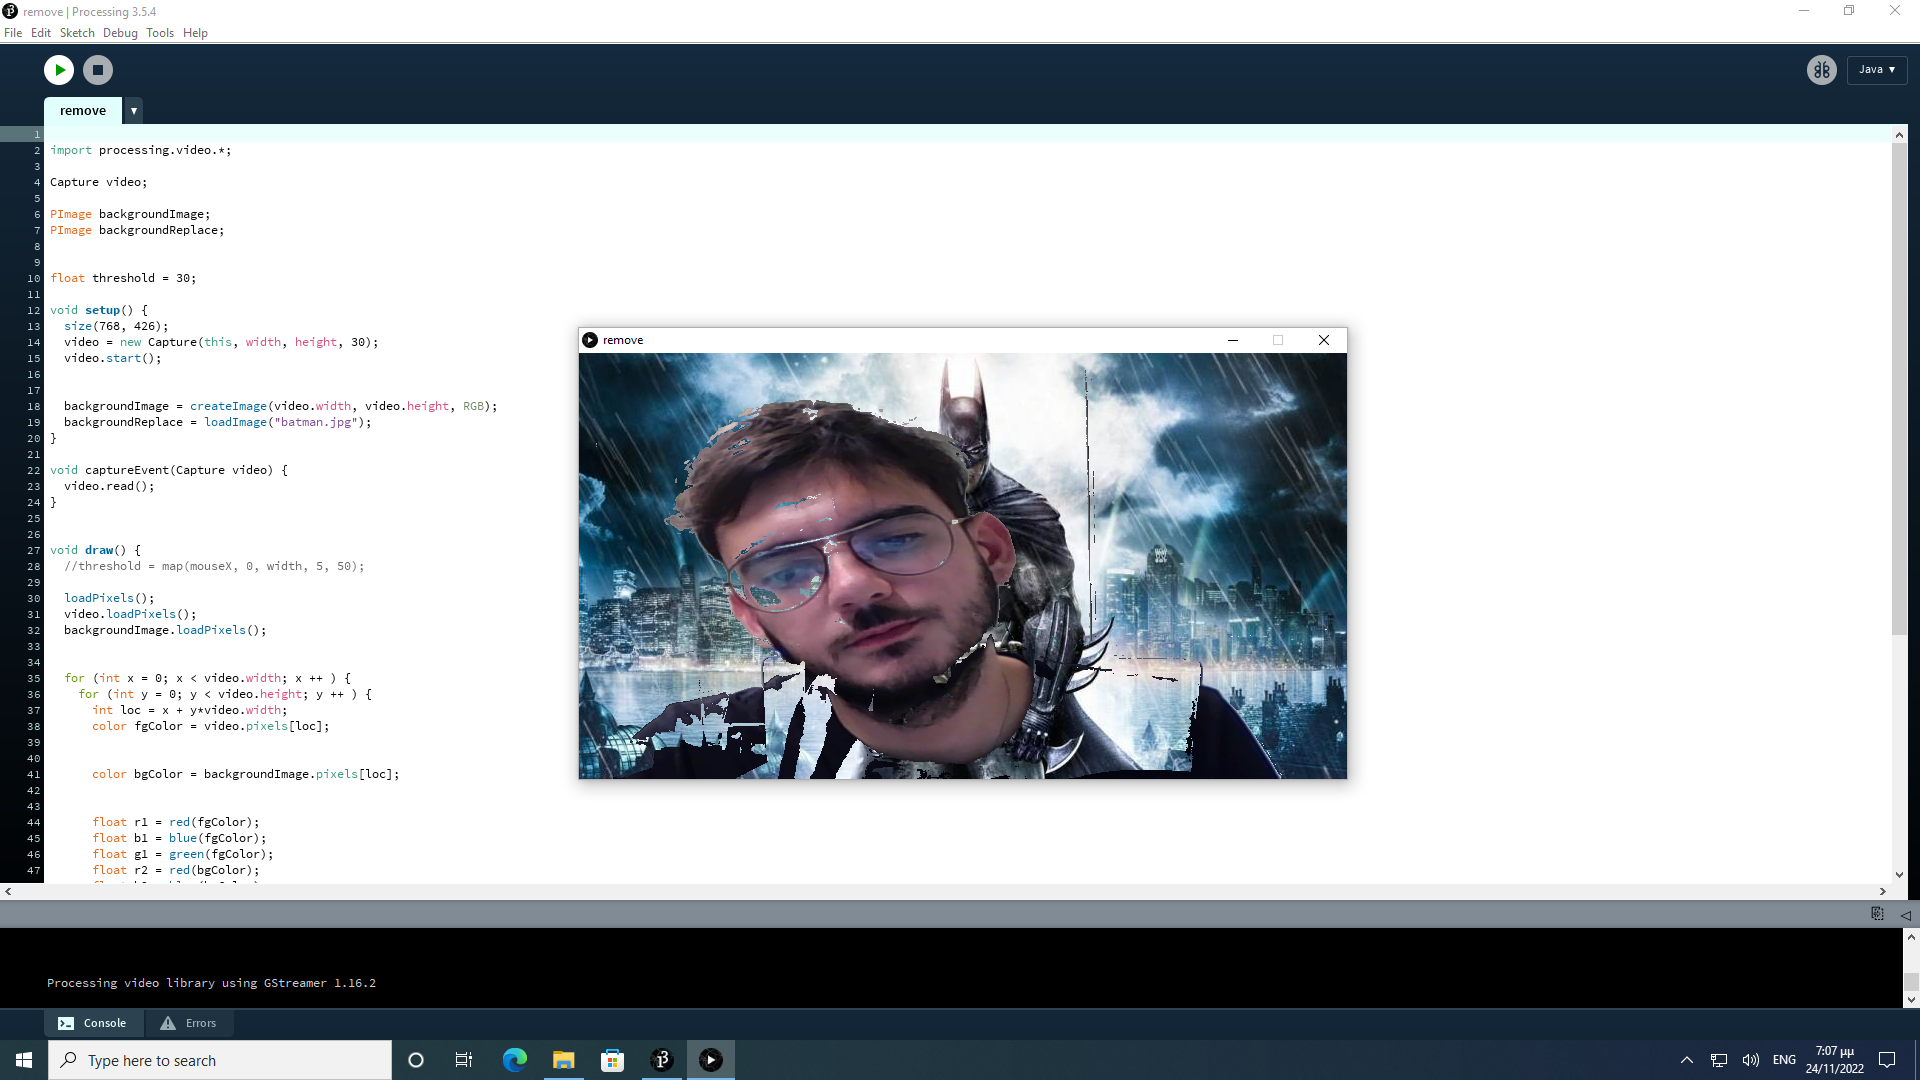 remove | Processing 3.5.4
File Edit Sketch Debug Tools Help
Java ▼
remove ▼
1
2 import processing.video.*;
3
4 Capture video;
5
6 PImage backgroundImage;
7 PImage backgroundReplace;
8
9
10 float threshold = 30;
11
12 void setup() {
13 size(768, 426);
14 video = new Capture(this, width, height, 30);
15 video.start();
16
17
18 backgroundImage = createImage(video.width, video.height, RGB);
19 backgroundReplace = loadImage("batman.jpg");
20 }
21
22 void captureEvent(Capture video) {
23 video.read();
24 }
25
26
27 void draw() {
28 //threshold = map(mouseX, 0, width, 5, 50);
29
30 loadPixels();
31 video.loadPixels();
32 backgroundImage.loadPixels();
33
34
35 for (int x = 0; x < video.width; x ++ ) {
36 for (int y = 0; y < video.height; y ++ ) {
37 int loc = x + y*video.width;
38 color fgColor = video.pixels[loc];
39
40
41 color bgColor = backgroundImage.pixels[loc];
42
43
44 float r1 = red(fgColor);
45 float b1 = blue(fgColor);
46 float g1 = green(fgColor);
47 float r2 = red(bgColor);
remove
Processing video library using GStreamer 1.16.2
Console Errors
Type here to search
ENG
7:07 μμ
24/11/2022